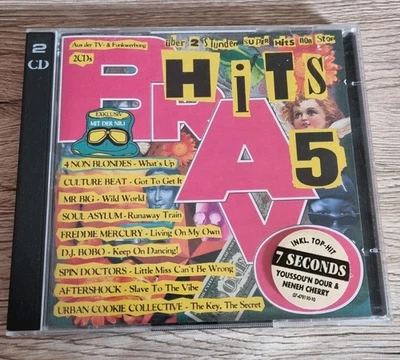 2
CD
Aus der TV- & Funkwerbung
2CDs
über 2 Stunden SUPER HITS NON STOP
BRAVO
HITS
5
EXKLUSIV
MIT DER NR.1
4 NON BLONDES - What's Up
CULTURE BEAT - Got To Get It
MR BIG - Wild World
SOUL ASYLUM - Runaway Train
FREDDIE MERCURY - Living On My Own
D.J. BOBO - Keep On Dancing!
SPIN DOCTORS - Little Miss Can't Be Wrong
AFTERSHOCK - Slave To The Vibe
URBAN COOKIE COLLECTIVE - The Key, The Secret
INKL. TOP-HIT
7 SECONDS
YOUSSOU'N DOUR &
NENEH CHERRY